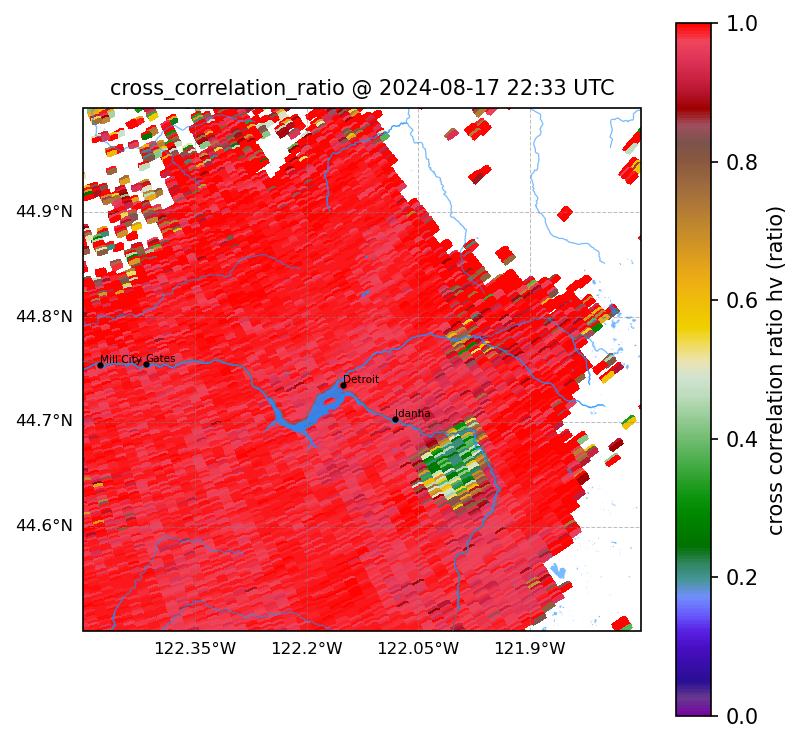 cross_correlation_ratio @ 2024-08-17 22:33 UTC
1.0
0.8
0.6
0.4
0.2
0.0
cross correlation ratio hv (ratio)
44.9°N
44.8°N
44.7°N
44.6°N
Mill City
Gates
Detroit
Idanha
122.35°W
122.2°W
122.05°W
121.9°W